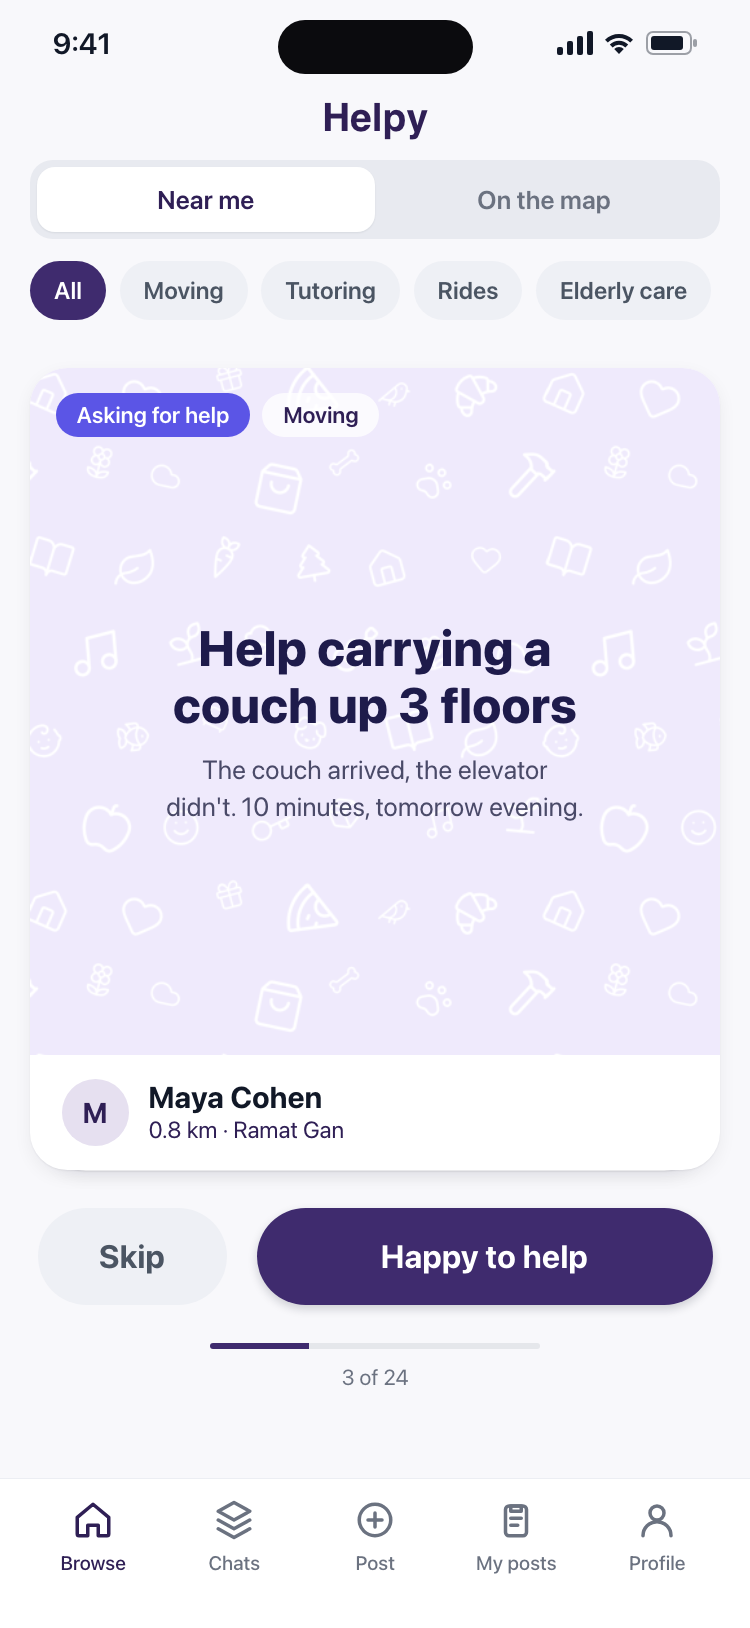 9:41
Helpy
Near me
On the map
All
Moving
Tutoring
Rides
Elderly care
Asking for help
Moving
Help carrying a
couch up 3 floors
The couch arrived, the elevator
didn't. 10 minutes, tomorrow evening.
M
Maya Cohen
0.8 km · Ramat Gan
Skip
Happy to help
3 of 24
Browse
Chats
Post
My posts
Profile